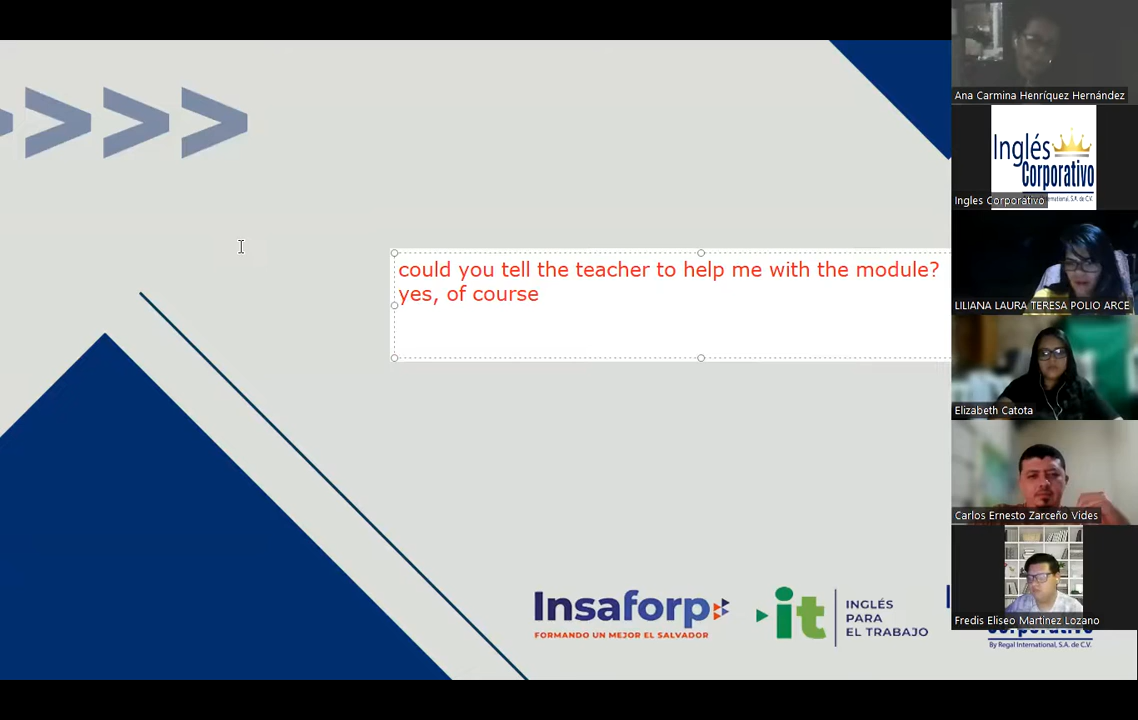 could you tell the teacher to help me with the module?
yes, of course
Insaforp
FORMANDO UN MEJOR EL SALVADOR
it
INGLÉS
PARA
EL TRABAJO
By Regal International, S.A. de C.V.
Ana Carmina Henríquez Hernández
Inglés
Corporativo
Ingles Corporativo
LILIANA LAURA TERESA POLIO ARCE
Elizabeth Catota
Carlos Ernesto Zarceño Vides
Fredis Eliseo Martinez Lozano